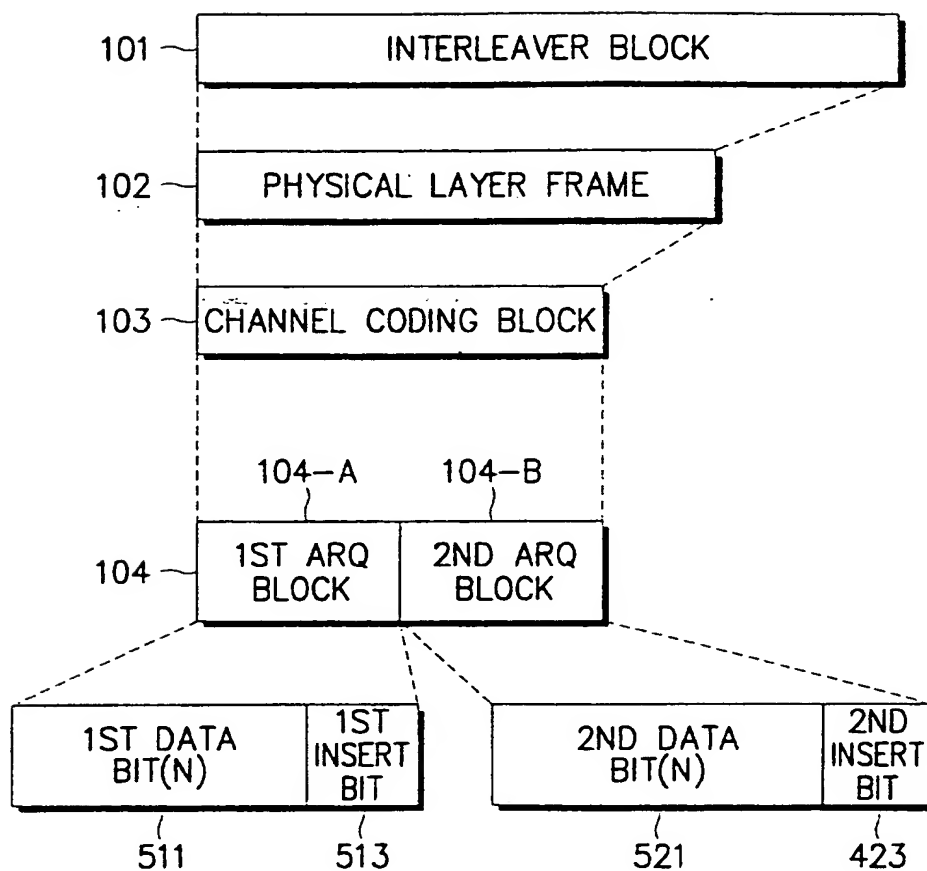 101
INTERLEAVER BLOCK
102
PHYSICAL LAYER FRAME
103
CHANNEL CODING BLOCK
104-A
104-B
104
1ST ARQ
BLOCK
2ND ARQ
BLOCK
1ST DATA
BIT(N)
1ST
INSERT
BIT
2ND DATA
BIT(N)
2ND
INSERT
BIT
511
513
521
423